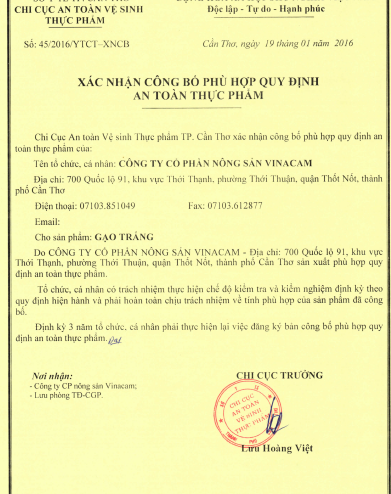 CHI CỤC AN TOÀN VỆ SINH
THỰC PHẨM
Độc lập - Tự do - Hạnh phúc
Số: 45/2016/YTCT-XNCB
Cần Thơ, ngày 19 tháng 01 năm 2016
XÁC NHẬN CÔNG BỐ PHÙ HỢP QUY ĐỊNH
AN TOÀN THỰC PHẨM
Chi Cục An toàn Vệ sinh Thực phẩm TP. Cần Thơ xác nhận công bố phù hợp quy định an
toàn thực phẩm của:
Tên tổ chức, cá nhân: CÔNG TY CỔ PHẦN NÔNG SẢN VINACAM
Địa chỉ: 700 Quốc lộ 91, khu vực Thới Thạnh, phường Thới Thuận, quận Thốt Nốt, thành
phố Cần Thơ
Điện thoại: 07103.851049 Fax: 07103.612877
Email:
Cho sản phẩm: GẠO TRẮNG
Do CÔNG TY CỔ PHẦN NÔNG SẢN VINACAM - Địa chỉ: 700 Quốc lộ 91, khu vực
Thới Thạnh, phường Thới Thuận, quận Thốt Nốt, thành phố Cần Thơ sản xuất phù hợp quy
định an toàn thực phẩm.
Tổ chức, cá nhân có trách nhiệm thực hiện chế độ kiểm tra và kiểm nghiệm định kỳ theo
quy định hiện hành và phải hoàn toàn chịu trách nhiệm về tính phù hợp của sản phẩm đã công
bố.
Định kỳ 3 năm tổ chức, cá nhân phải thực hiện lại việc đăng ký bản công bố phù hợp quy
định an toàn thực phẩm.
Nơi nhận:
- Công ty CP nông sản Vinacam;
- Lưu phòng TĐ-CGP.
CHI CỤC TRƯỞNG
CHI CỤC
AN TOÀN
VỆ SINH
THỰC PHẨM
Lưu Hoàng Việt